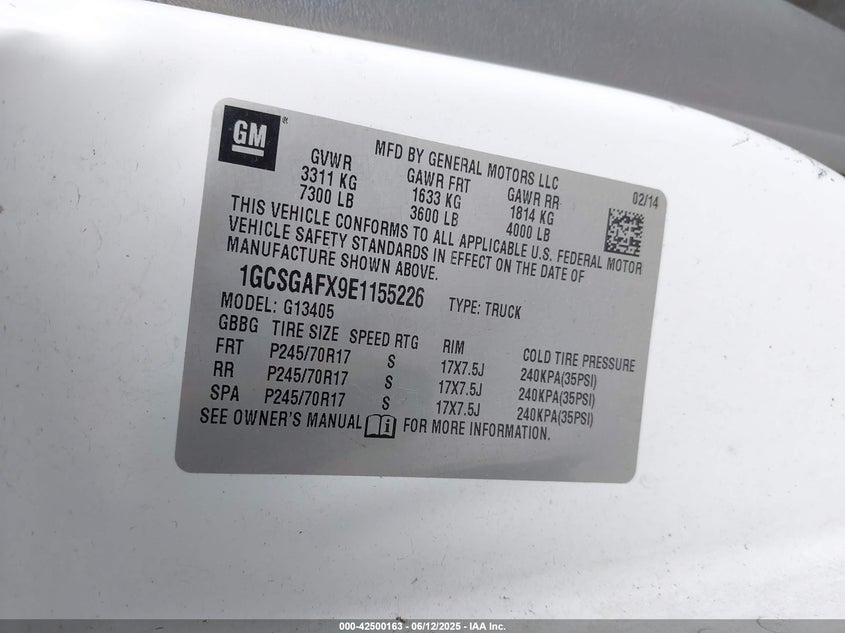 GM ®
MFD BY GENERAL MOTORS LLC 02/14
GVWR GAWR FRT GAWR RR
3311 KG 1633 KG 1814 KG
7300 LB 3600 LB 4000 LB
THIS VEHICLE CONFORMS TO ALL APPLICABLE U.S. FEDERAL MOTOR
VEHICLE SAFETY STANDARDS IN EFFECT ON THE DATE OF
MANUFACTURE SHOWN ABOVE.
1GCSGAFX9E1155226 TYPE: TRUCK
MODEL: G13405
GBBG TIRE SIZE SPEED RTG RIM COLD TIRE PRESSURE
FRT P245/70R17 S 17X7.5J 240KPA(35PSI)
RR P245/70R17 S 17X7.5J 240KPA(35PSI)
SPA P245/70R17 S 17X7.5J 240KPA(35PSI)
SEE OWNER'S MANUAL FOR MORE INFORMATION.
000-42500163 - 06/12/2025 - IAA Inc.